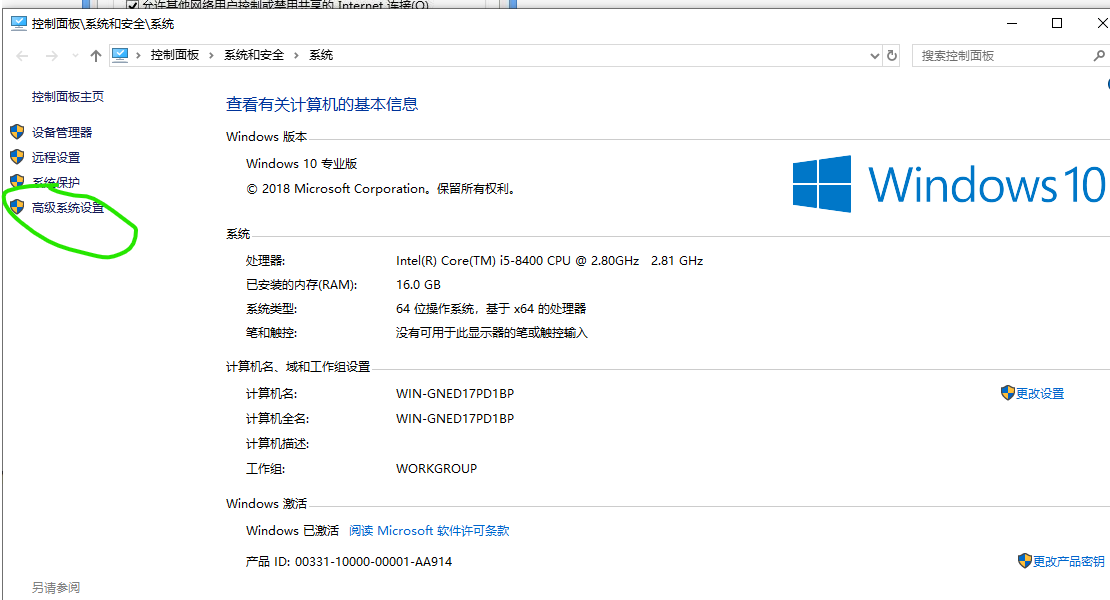 允许其他网络用户控制或禁用共享的 Internet 连接(O)
控制面板\系统和安全\系统
控制面板 › 系统和安全 › 系统
搜索控制面板
控制面板主页
设备管理器
远程设置
系统保护
高级系统设置
查看有关计算机的基本信息
Windows 版本
Windows 10 专业版
© 2018 Microsoft Corporation。保留所有权利。
Windows 10
系统
处理器: Intel(R) Core(TM) i5-8400 CPU @ 2.80GHz 2.81 GHz
已安装的内存(RAM): 16.0 GB
系统类型: 64 位操作系统，基于 x64 的处理器
笔和触控: 没有可用于此显示器的笔或触控输入
计算机名、域和工作组设置
计算机名: WIN-GNED17PD1BP
更改设置
计算机全名: WIN-GNED17PD1BP
计算机描述:
工作组: WORKGROUP
Windows 激活
Windows 已激活 阅读 Microsoft 软件许可条款
产品 ID: 00331-10000-00001-AA914
更改产品密钥
另请参阅